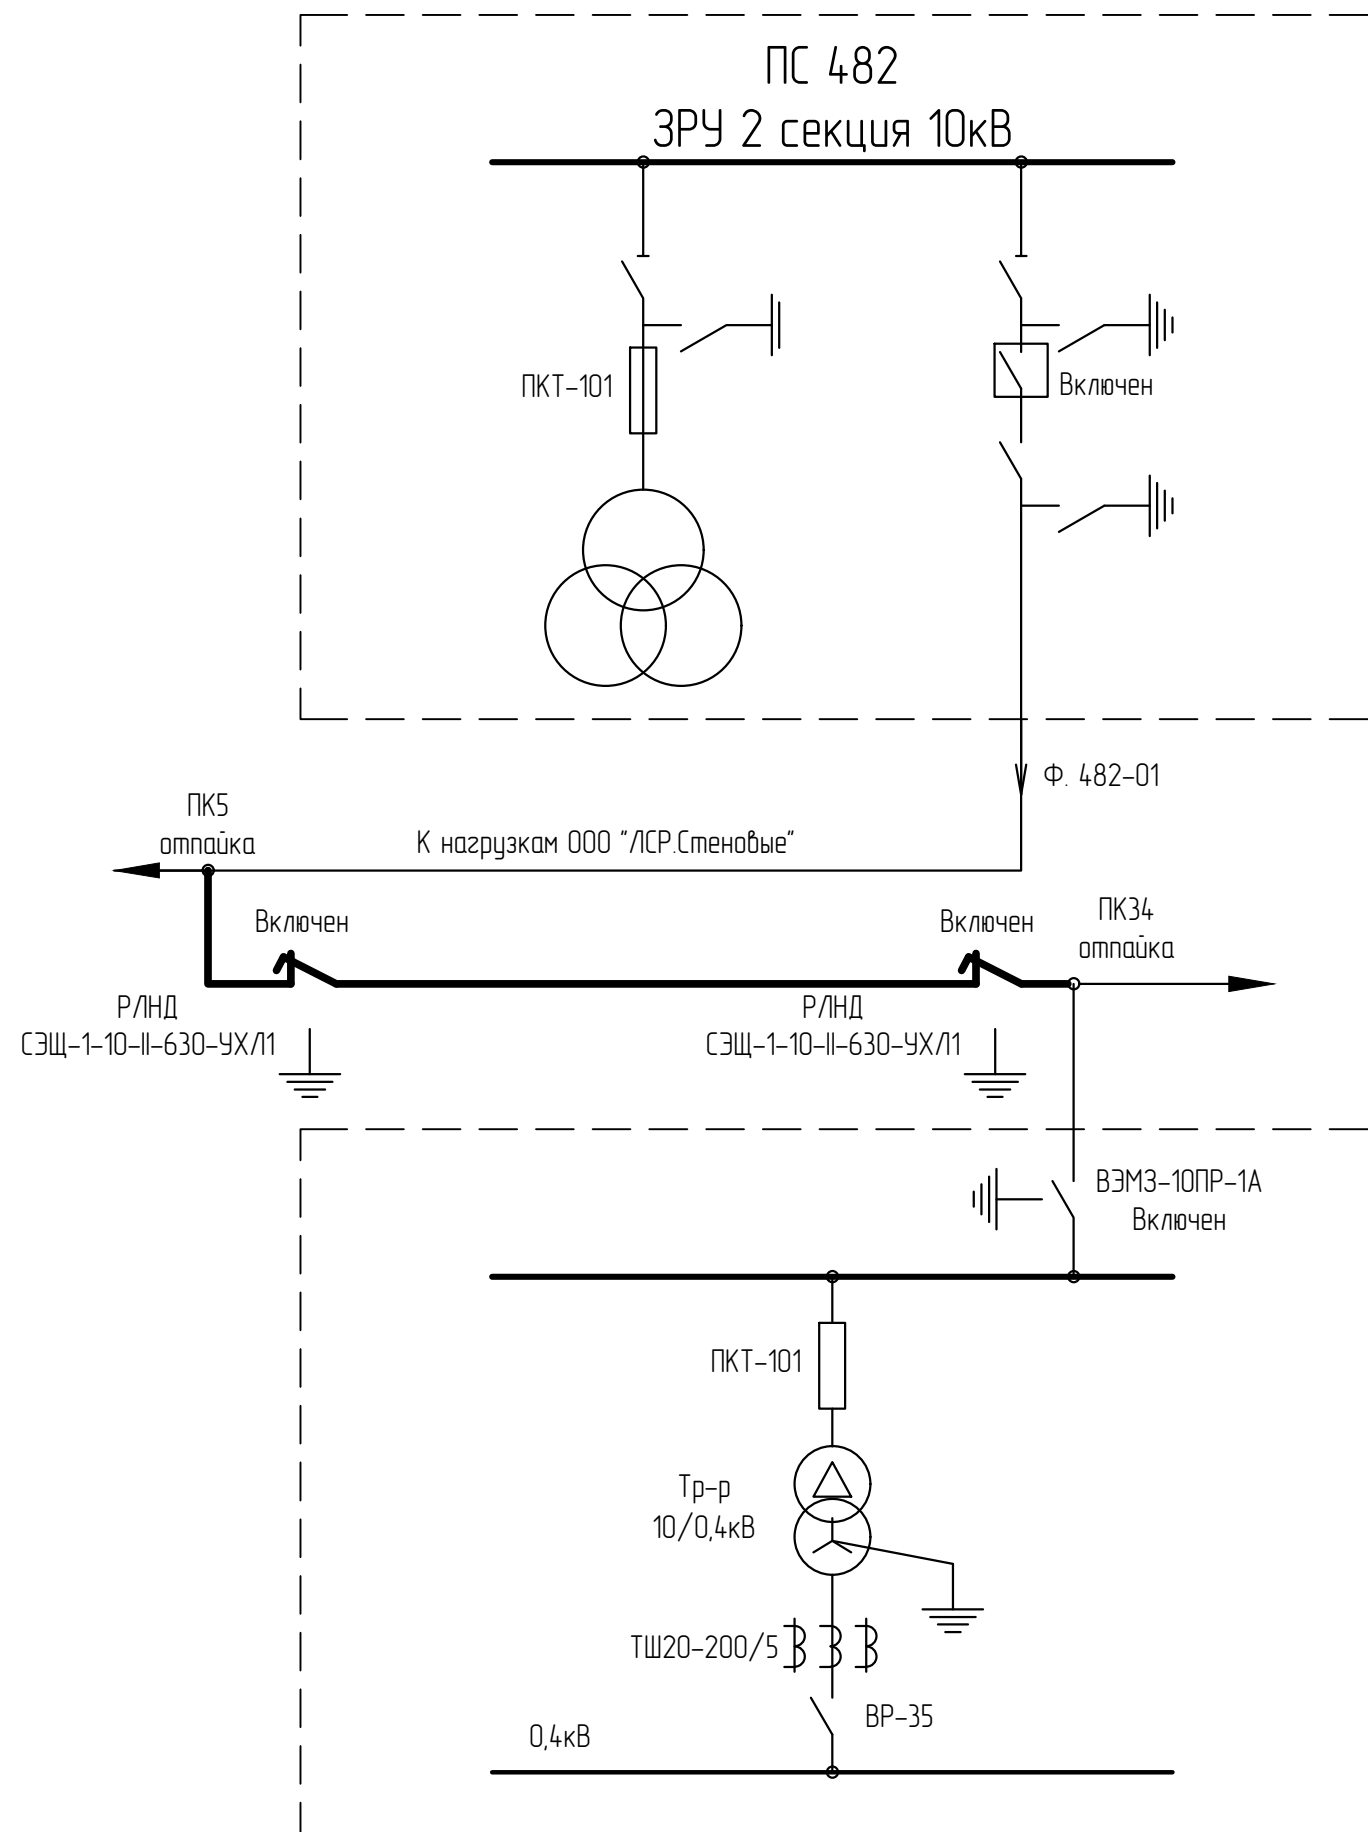 ПС 482
ЗРУ 2 секция 10кВ
ПКТ-101
Включен
Ф. 482-01
ПК5
отпайка
К нагрузкам ООО "ЛСР.Стеновые"
Включен
Включен
ПК34
отпайка
РЛНД
СЭЩ-1-10-II-630-УХЛ1
РЛНД
СЭЩ-1-10-II-630-УХЛ1
ВЭМЗ-10ПР-1А
Включен
ПКТ-101
Тр-р
10/0,4кВ
ТШ20-200/5
ВР-35
0,4кВ